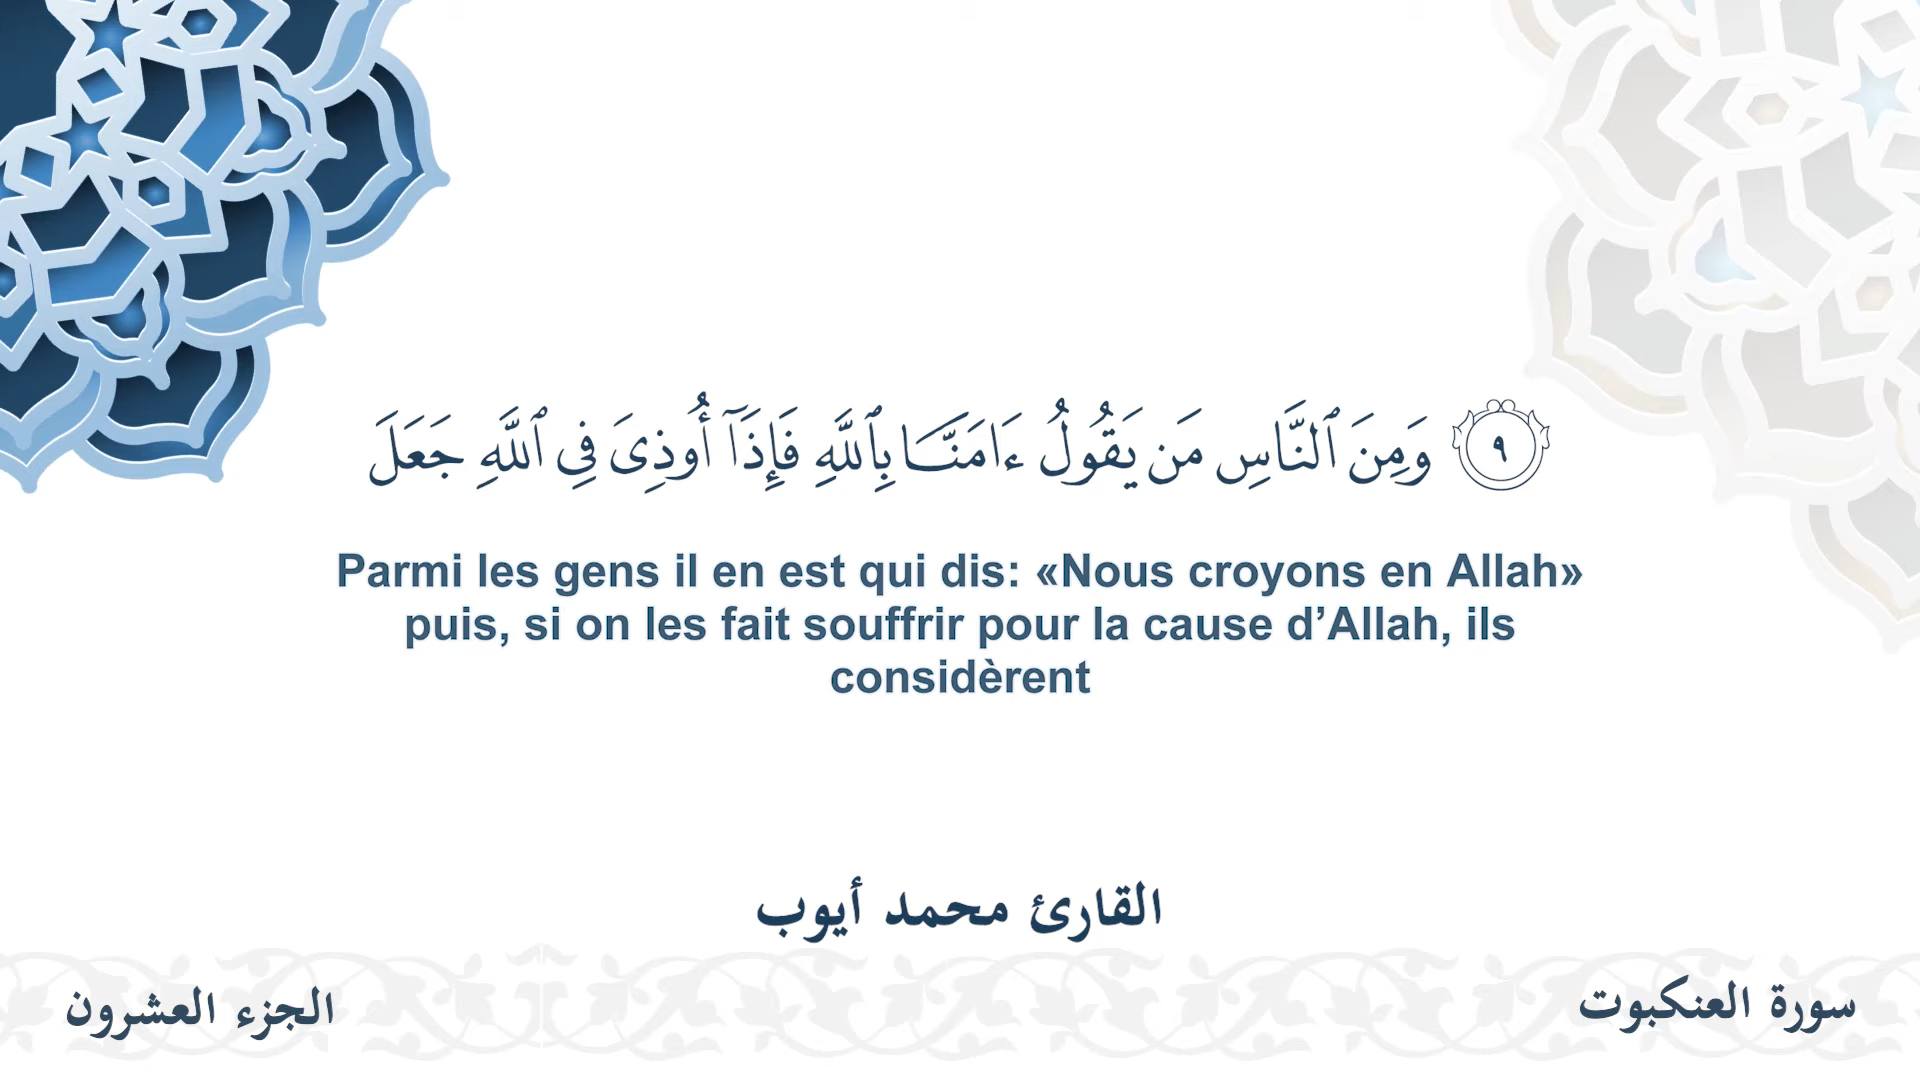 ٩ وَمِنَ ٱلنَّاسِ مَن يَقُولُ ءَامَنَّا بِٱللَّهِ فَإِذَآ أُوذِىَ فِى ٱللَّهِ جَعَلَ
Parmi les gens il en est qui dis: «Nous croyons en Allah»
puis, si on les fait souffrir pour la cause d’Allah, ils
considèrent
القارئ محمد أيوب
سورة العنكبوت
الجزء العشرون